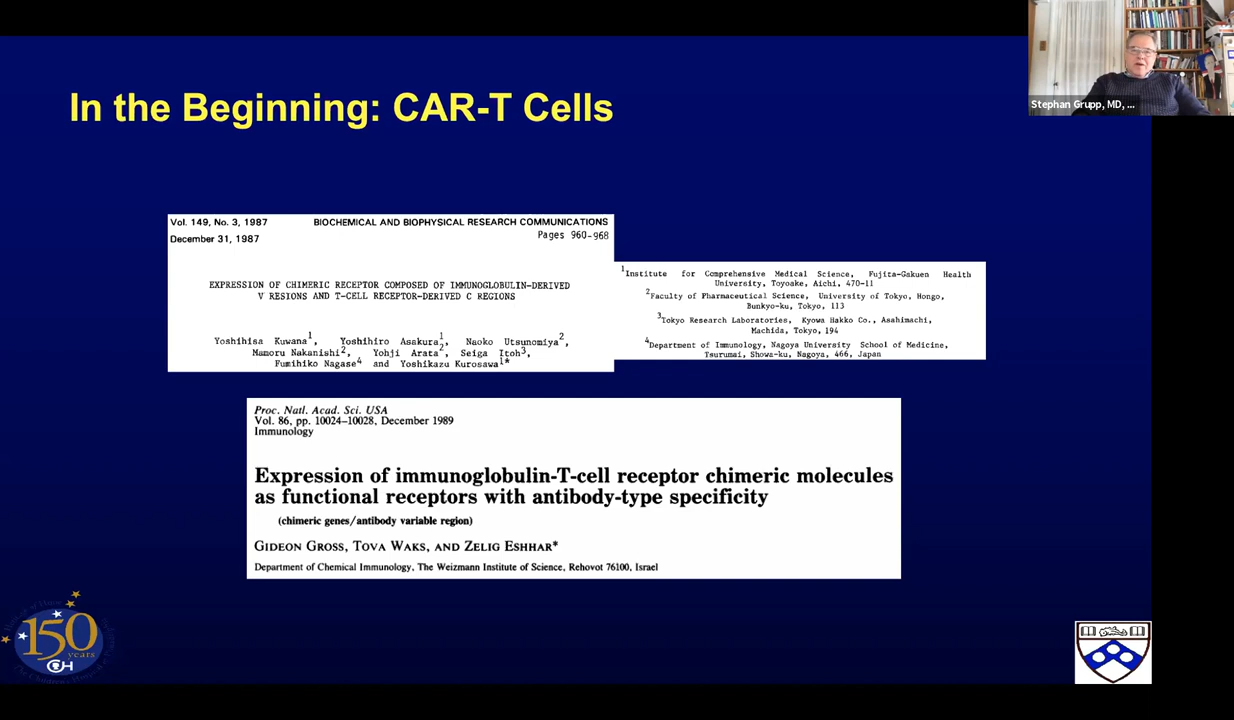 In the Beginning: CAR-T Cells
Stephan Grupp, MD, ...
Vol. 149, No. 3, 1987 BIOCHEMICAL AND BIOPHYSICAL RESEARCH COMMUNICATIONS
December 31, 1987 Pages 960-968
EXPRESSION OF CHIMERIC RECEPTOR COMPOSED OF IMMUNOGLOBULIN-DERIVED
V RESIONS AND T-CELL RECEPTOR-DERIVED C REGIONS
Yoshihisa Kuwana1, Yoshihiro Asakura1, Naoko Utsunomiya2,
Mamoru Nakanishi2, Yohji Arata2, Seiga Itoh3,
Fumihiko Nagase4 and Yoshikazu Kurosawa1*
1Institute for Comprehensive Medical Science, Fujita-Gakuen Health
University, Toyoake, Aichi, 470-11
2Faculty of Pharmaceutical Science, University of Tokyo, Hongo,
Bunkyo-ku, Tokyo, 113
3Tokyo Research Laboratories, Kyowa Hakko Co., Asahimachi,
Machida, Tokyo, 194
4Department of Immunology, Nagoya University School of Medicine,
Tsurumai, Showa-ku, Nagoya, 466, Japan
Proc. Natl. Acad. Sci. USA
Vol. 86, pp. 10024–10028, December 1989
Immunology
Expression of immunoglobulin-T-cell receptor chimeric molecules
as functional receptors with antibody-type specificity
(chimeric genes/antibody variable region)
GIDEON GROSS, TOVA WAKS, AND ZELIG ESHHAR*
Department of Chemical Immunology, The Weizmann Institute of Science, Rehovot 76100, Israel
150
years